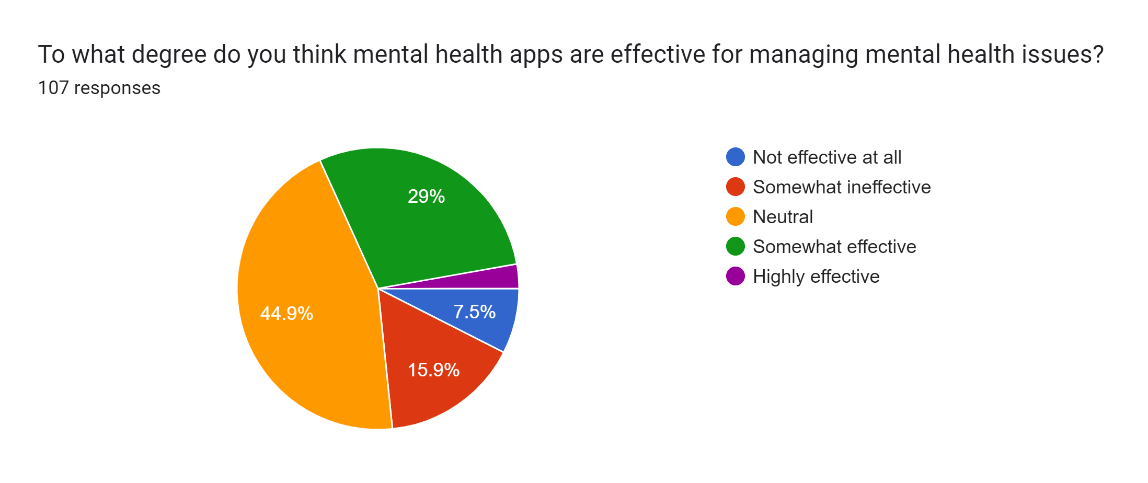 To what degree do you think mental health apps are effective for managing mental health issues?
107 responses
29%
44.9%
7.5%
15.9%
Not effective at all
Somewhat ineffective
Neutral
Somewhat effective
Highly effective